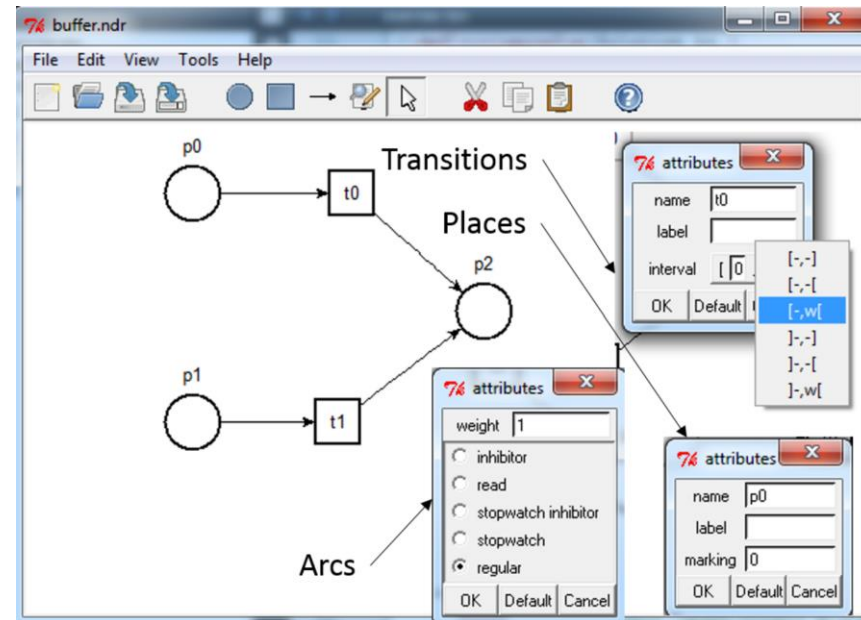 buffer.ndr
File Edit View Tools Help
p0
t0
p2
p1
t1
Transitions
Places
Arcs
attributes
name t0
label
interval [ 0
OK Default
[-,-]
[-,-[
[-,w[
]-,-]
]-,-[
]-,w[
attributes
weight 1
inhibitor
read
stopwatch inhibitor
stopwatch
regular
OK Default Cancel
attributes
name p0
label
marking 0
OK Default Cancel